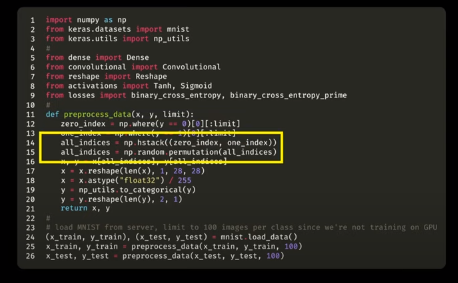 1 import numpy as np
2 from keras.datasets import mnist
3 from keras.utils import np_utils
4 #
5 from dense import Dense
6 from convolutional import Convolutional
7 from reshape import Reshape
8 from activations import Tanh, Sigmoid
9 from losses import binary_cross_entropy, binary_cross_entropy_prime
10 #
11 def preprocess_data(x, y, limit):
12 zero_index = np.where(y == 0)[0][:limit]
13 one_index = np.where(y 1)[0][:limit]
14 all_indices = np.hstack((zero_index, one_index))
15 all_indices = np.random.permutation(all_indices)
16 x, y = x[all_indices], y[all_indices]
17 x = x.reshape(len(x), 1, 28, 28)
18 x = x.astype("float32") / 255
19 y = np_utils.to_categorical(y)
20 y = y.reshape(len(y), 2, 1)
21 return x, y
22 #
23 # load MNIST from server, limit to 100 images per class since we're not training on GPU
24 (x_train, y_train), (x_test, y_test) = mnist.load_data()
25 x_train, y_train = preprocess_data(x_train, y_train, 100)
26 x_test, y_test = preprocess_data(x_test, y_test, 100)